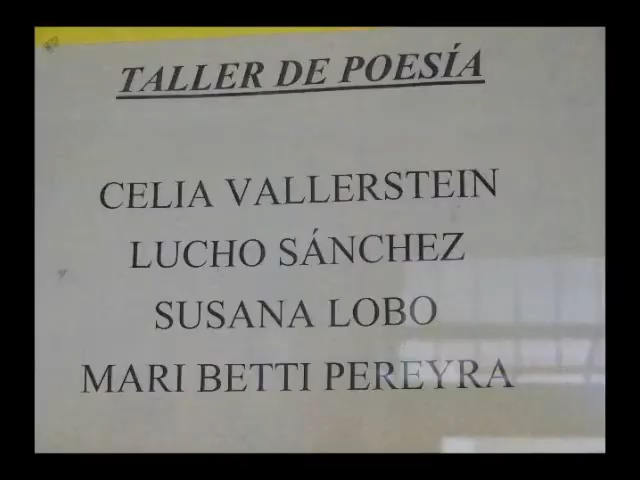 TALLER DE POESÍA
CELIA VALLERSTEIN
LUCHO SÁNCHEZ
SUSANA LOBO
MARI BETTI PEREYRA